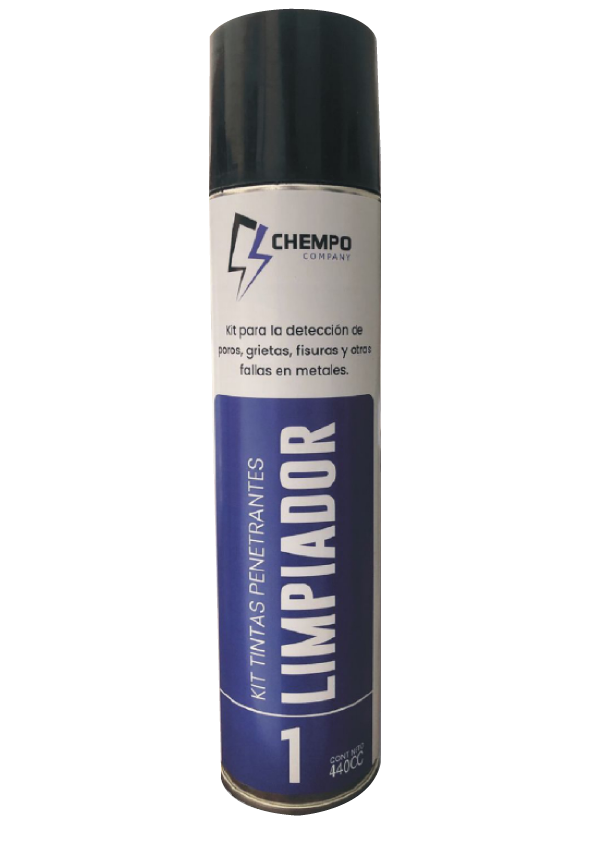 CHEMPO
COMPANY
Kit para la detección de
poros, grietas, fisuras y otras
fallas en metales.
KIT TINTAS PENETRANTES
LIMPIADOR
1
CONT NITO
440CC